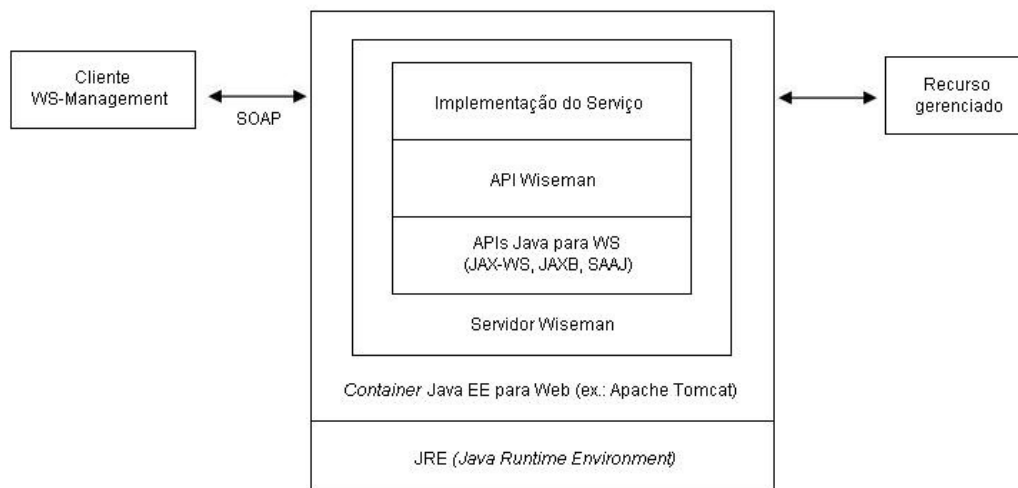 Cliente
WS-Management
SOAP
Implementação do Serviço
API Wiseman
APIs Java para WS
(JAX-WS, JAXB, SAAJ)
Servidor Wiseman
Container Java EE para Web (ex.: Apache Tomcat)
JRE (Java Runtime Environment)
Recurso
gerenciado